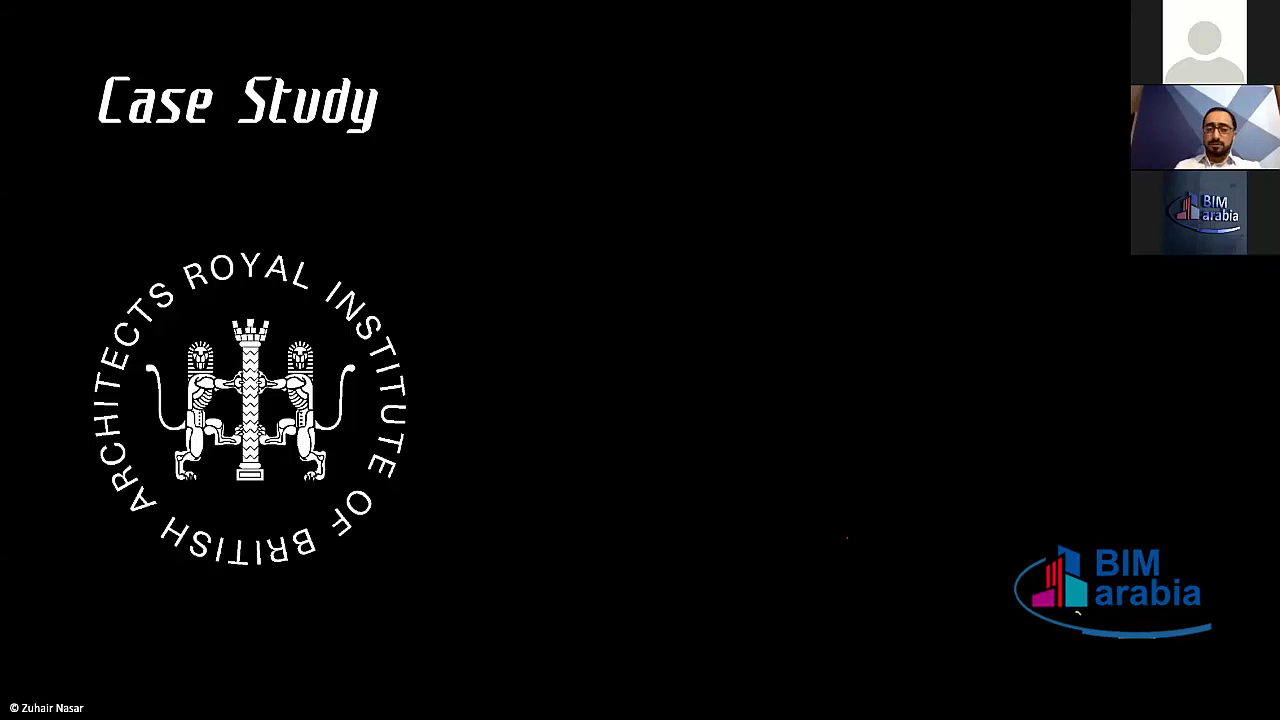 Case Study
ROYAL INSTITUTE OF BRITISH ARCHITECTS
BIM
arabia
BIM
arabia
© Zuhair Nasar